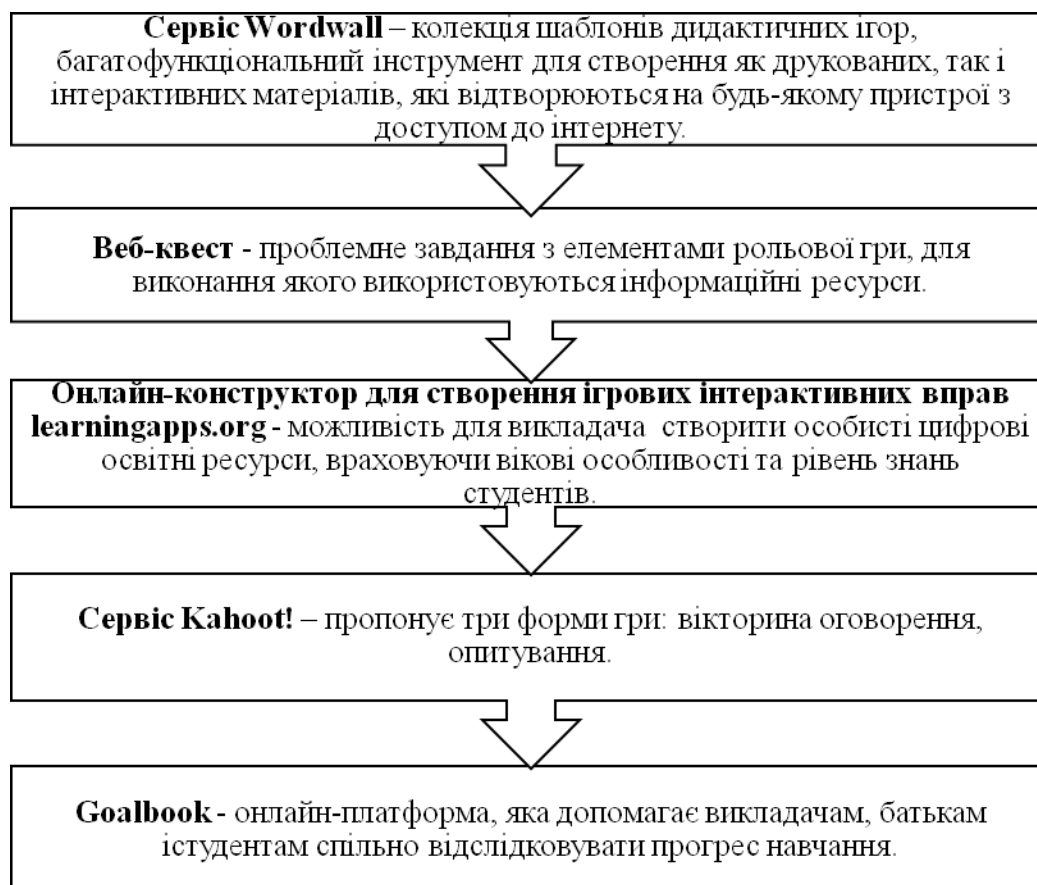 Сервіс Wordwall – колекція шаблонів дидактичних ігор,
багатофункціональний інструмент для створення як друкованих, так і
інтерактивних матеріалів, які відтворюються на будь-якому пристрої з
доступом до інтернету.
Веб-квест - проблемне завдання з елементами рольової гри, для
виконання якого використовуються інформаційні ресурси.
Онлайн-конструктор для створення ігрових інтерактивних вправ
learningapps.org - можливість для викладача створити особисті цифрові
освітні ресурси, враховуючи вікові особливості та рівень знань
студентів.
Сервіс Kahoot! – пропонує три форми гри: вікторина оговорення,
опитування.
Goalbook - онлайн-платформа, яка допомагає викладачам, батькам
істудентам спільно відслідковувати прогрес навчання.